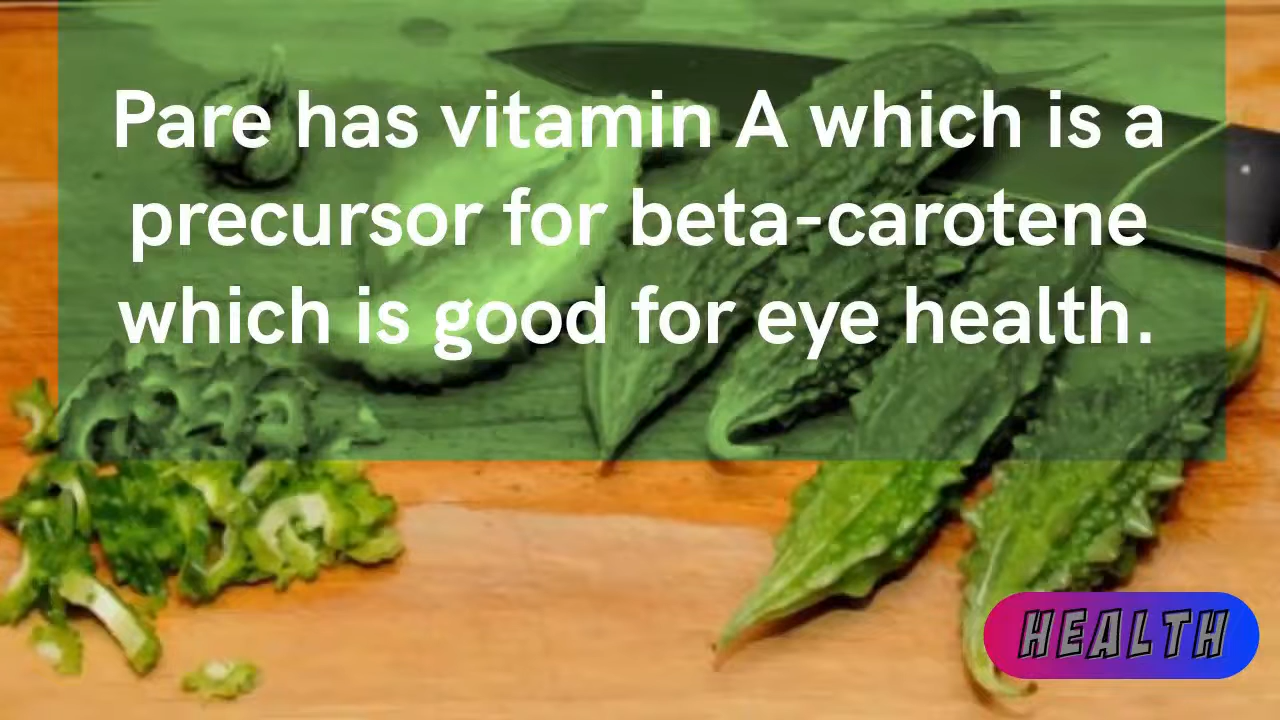 Pare has vitamin A which is a
precursor for beta-carotene
which is good for eye health.
HEALTH